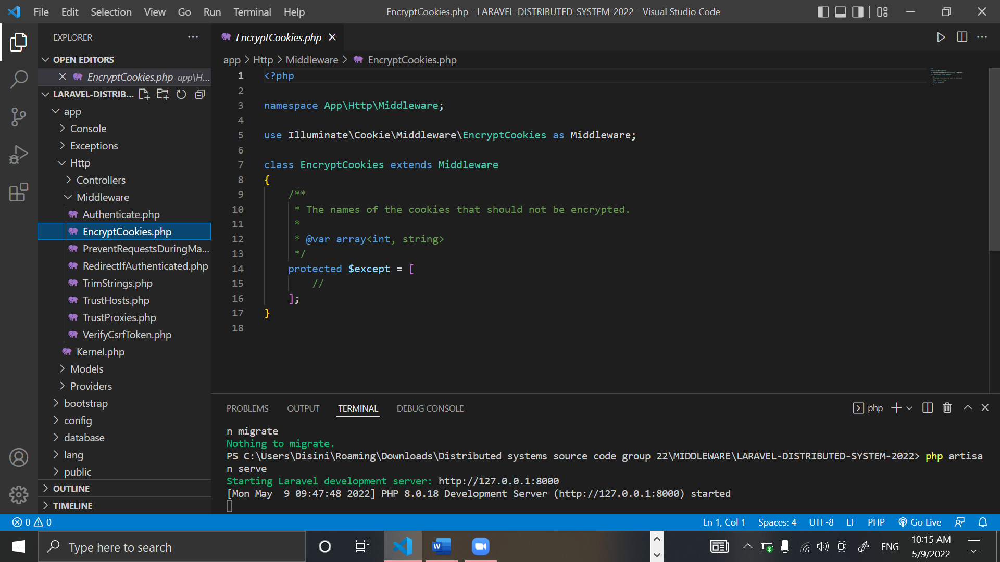 File Edit Selection View Go Run Terminal Help
EncryptCookies.php - LARAVEL-DISTRIBUTED-SYSTEM-2022 - Visual Studio Code
EXPLORER
OPEN EDITORS
EncryptCookies.php app\H...
LARAVEL-DISTRIB...
app
Console
Exceptions
Http
Controllers
Middleware
Authenticate.php
EncryptCookies.php
PreventRequestsDuringMa...
RedirectIfAuthenticated.php
TrimStrings.php
TrustHosts.php
TrustProxies.php
VerifyCsrfToken.php
Kernel.php
Models
Providers
bootstrap
config
database
lang
public
OUTLINE
TIMELINE
EncryptCookies.php
app > Http > Middleware > EncryptCookies.php
1 <?php
2
3 namespace App\Http\Middleware;
4
5 use Illuminate\Cookie\Middleware\EncryptCookies as Middleware;
6
7 class EncryptCookies extends Middleware
8 {
9     /**
10      * The names of the cookies that should not be encrypted.
11      *
12      * @var array<int, string>
13      */
14     protected $except = [
15         //
16     ];
17 }
18
PROBLEMS OUTPUT TERMINAL DEBUG CONSOLE
php
n migrate
Nothing to migrate.
PS C:\Users\Disini\Roaming\Downloads\Distributed systems source code group 22\MIDDLEWARE\LARAVEL-DISTRIBUTED-SYSTEM-2022> php artisa
n serve
Starting Laravel development server: http://127.0.0.1:8000
[Mon May  9 09:47:48 2022] PHP 8.0.18 Development Server (http://127.0.0.1:8000) started
0 0
Ln 1, Col 1 Spaces: 4 UTF-8 LF PHP Go Live
Type here to search
ENG
10:15 AM
5/9/2022